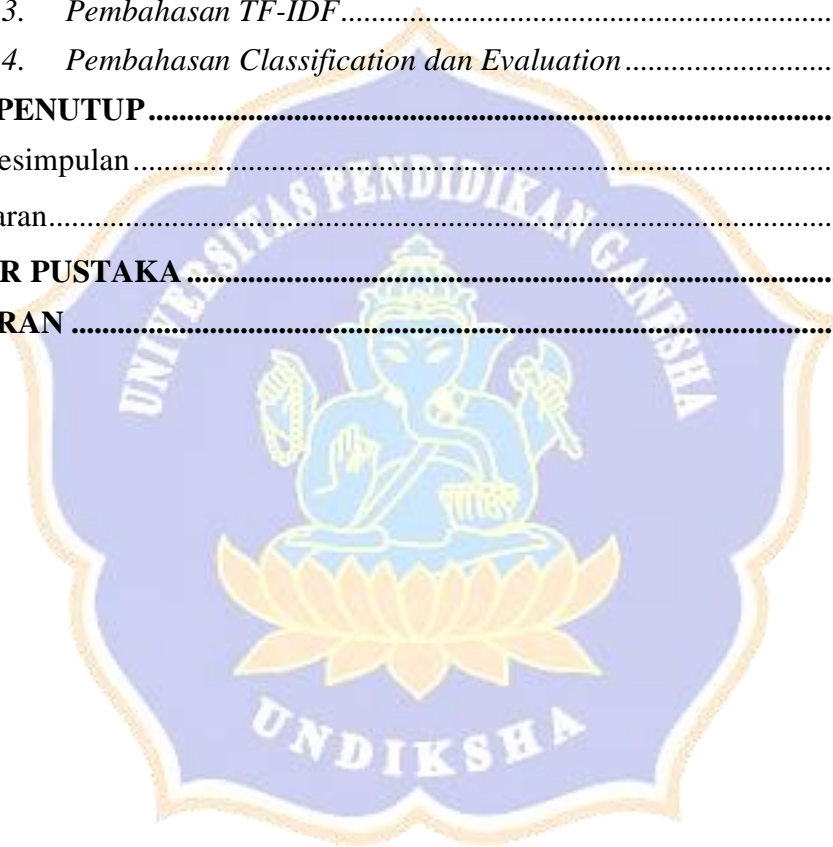 3. Pembahasan TF-IDF..........................................................
4. Pembahasan Classification dan Evaluation..........................
PENUTUP..........................................................................................
esimpulan............................................................................................
aran.......................................................................................................
R PUSTAKA.....................................................................................
RAN....................................................................................................
UNIVERSITAS PENDIDIKAN GANESHA
UNDIKSHA